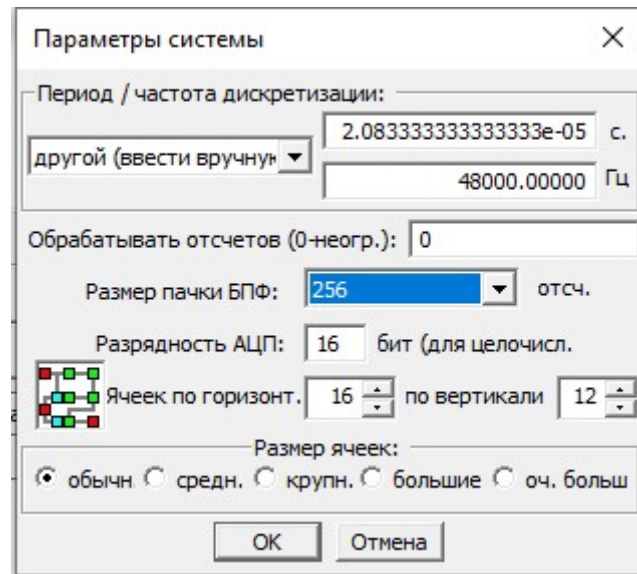 Параметры системы
Период / частота дискретизации:
другой (ввести вручную
2.083333333333333e-05 с.
48000.00000 Гц
Обрабатывать отсчетов (0-неогр.): 0
Размер пачки БПФ: 256 отсч.
Разрядность АЦП: 16 бит (для целочисл.
Ячеек по горизонт. 16 по вертикали 12
Размер ячеек:
обычн средн. крупн. большие оч. больш
OK Отмена